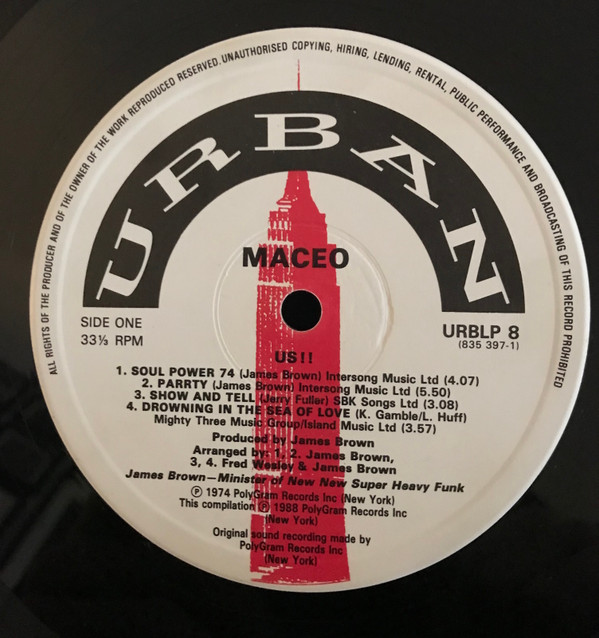 ALL RIGHTS OF THE PRODUCER AND OF THE OWNER OF THE WORK REPRODUCED RESERVED. UNAUTHORISED COPYING, HIRING, LENDING, RENTAL, PUBLIC PERFORMANCE AND BROADCASTING OF THIS RECORD PROHIBITED
URBAN
MACEO
SIDE ONE
33⅓ RPM
URBLP 8
(835 397-1)
US!!
1. SOUL POWER 74 (James Brown) Intersong Music Ltd (4.07)
2. PARRTY (James Brown) Intersong Music Ltd (5.50)
3. SHOW AND TELL (Jerry Fuller) SBK Songs Ltd (3.08)
4. DROWNING IN THE SEA OF LOVE (K. Gamble/L. Huff)
Mighty Three Music Group/Island Music Ltd (3.57)
Produced by James Brown
Arranged by: 1, 2. James Brown,
3, 4. Fred Wesley & James Brown
James Brown—Minister of New New Super Heavy Funk
Ⓟ 1974 PolyGram Records Inc (New York)
This compilation Ⓟ 1988 PolyGram Records Inc
(New York)
Original sound recording made by
PolyGram Records Inc
(New York)